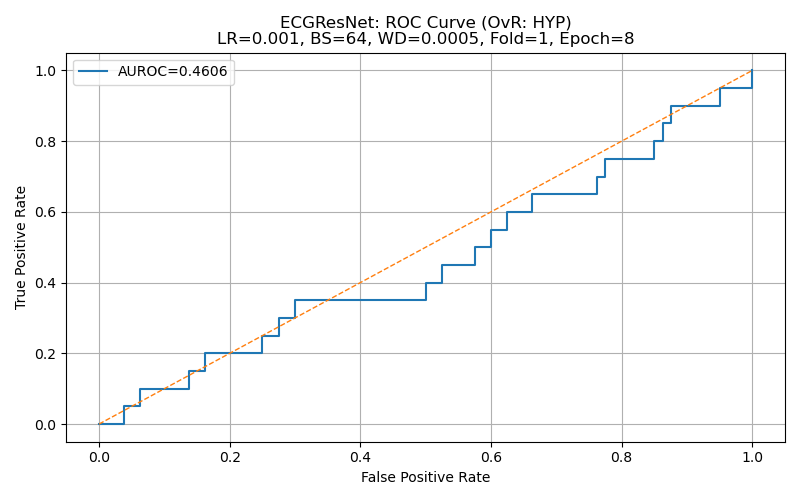 ECGResNet: ROC Curve (OvR: HYP)
LR=0.001, BS=64, WD=0.0005, Fold=1, Epoch=8
AUROC=0.4606
True Positive Rate
1.0
0.8
0.6
0.4
0.2
0.0
0.0 0.2 0.4 0.6 0.8 1.0
False Positive Rate